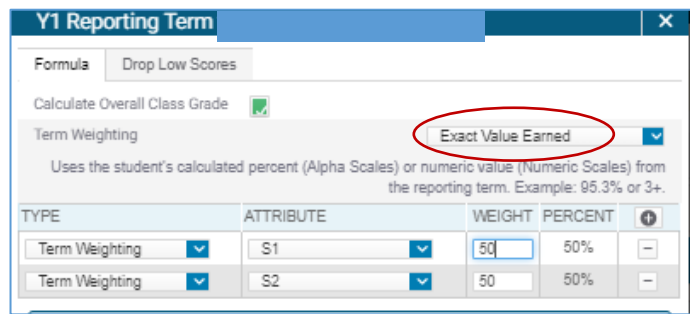 Y1 Reporting Term ×
Formula Drop Low Scores
Calculate Overall Class Grade
Term Weighting Exact Value Earned
Uses the student's calculated percent (Alpha Scales) or numeric value (Numeric Scales) from
the reporting term. Example: 95.3% or 3+.
TYPE ATTRIBUTE WEIGHT PERCENT +
Term Weighting S1 50 50% −
Term Weighting S2 50 50% −